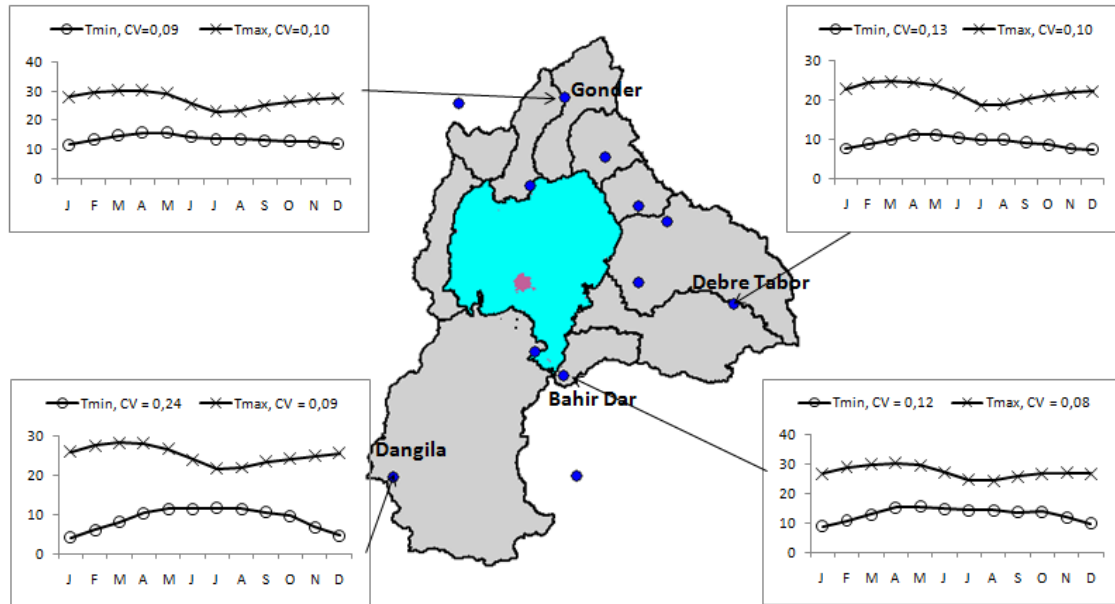 Tmin, CV=0,09 Tmax, CV=0,10
40
30
20
10
0
J F M A M J J A S O N D
Tmin, CV=0,13 Tmax, CV=0,10
30
20
10
0
J F M A M J J A S O N D
Gonder
Debre Tabor
Bahir Dar
Dangila
Tmin, CV = 0,24 Tmax, CV = 0,09
30
20
10
0
J F M A M J J A S O N D
Tmin, CV = 0,12 Tmax, CV = 0,08
40
30
20
10
0
J F M A M J J A S O N D